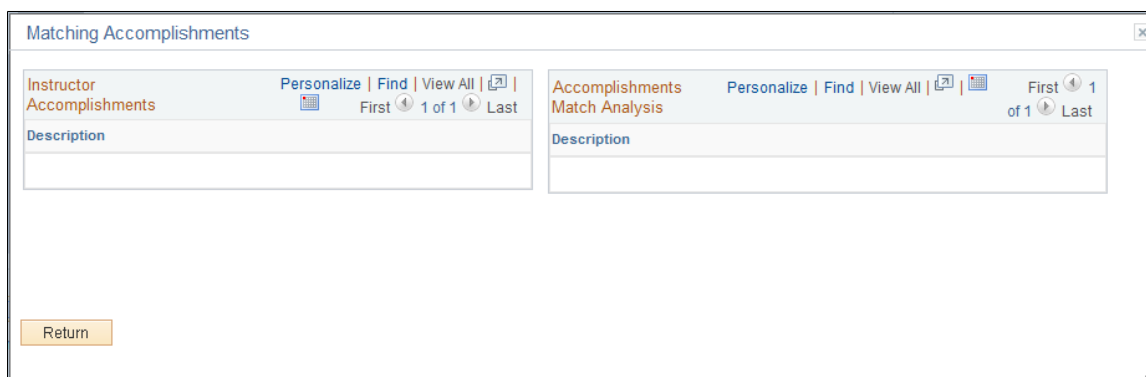 Matching Accomplishments
Instructor Accomplishments
Personalize | Find | View All | |
First 1 of 1 Last
Description
Accomplishments Match Analysis
Personalize | Find | View All | |
First 1 of 1 Last
Description
Return